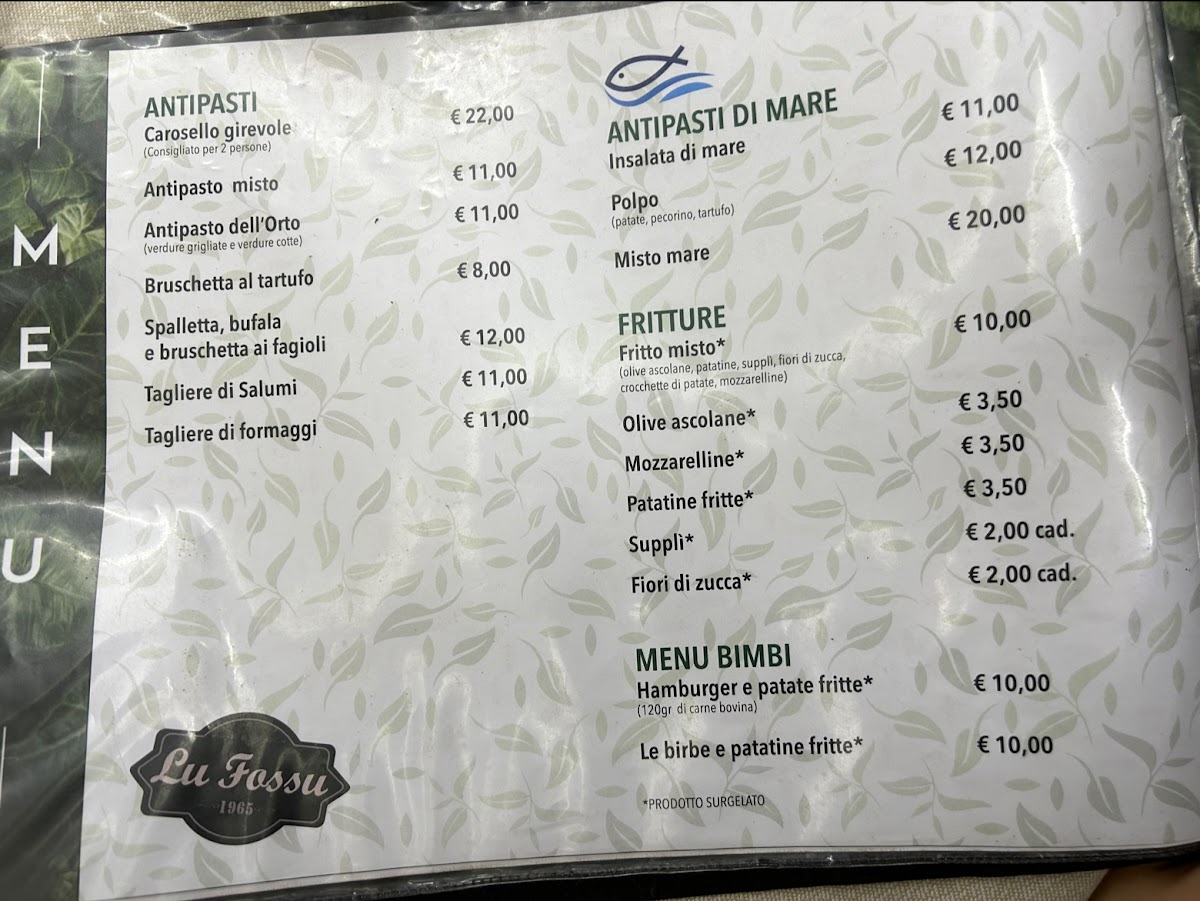 MENU
ANTIPASTI
Carosello girevole € 22,00
(Consigliato per 2 persone)
Antipasto misto € 11,00
Antipasto dell'Orto € 11,00
(verdure grigliate e verdure cotte)
Bruschetta al tartufo € 8,00
Spalletta, bufala
e bruschetta ai fagioli € 12,00
Tagliere di Salumi € 11,00
Tagliere di formaggi € 11,00
Lu Fossu
1965
ANTIPASTI DI MARE
Insalata di mare € 11,00
Polpo € 12,00
(patate, pecorino, tartufo)
Misto mare € 20,00
FRITTURE
Fritto misto* € 10,00
(olive ascolane, patatine, supplì, fiori di zucca,
crocchette di patate, mozzarelline)
Olive ascolane* € 3,50
Mozzarelline* € 3,50
Patatine fritte* € 3,50
Supplì* € 2,00 cad.
Fiori di zucca* € 2,00 cad.
MENU BIMBI
Hamburger e patate fritte* € 10,00
(120gr di carne bovina)
Le birbe e patatine fritte* € 10,00
*PRODOTTO SURGELATO